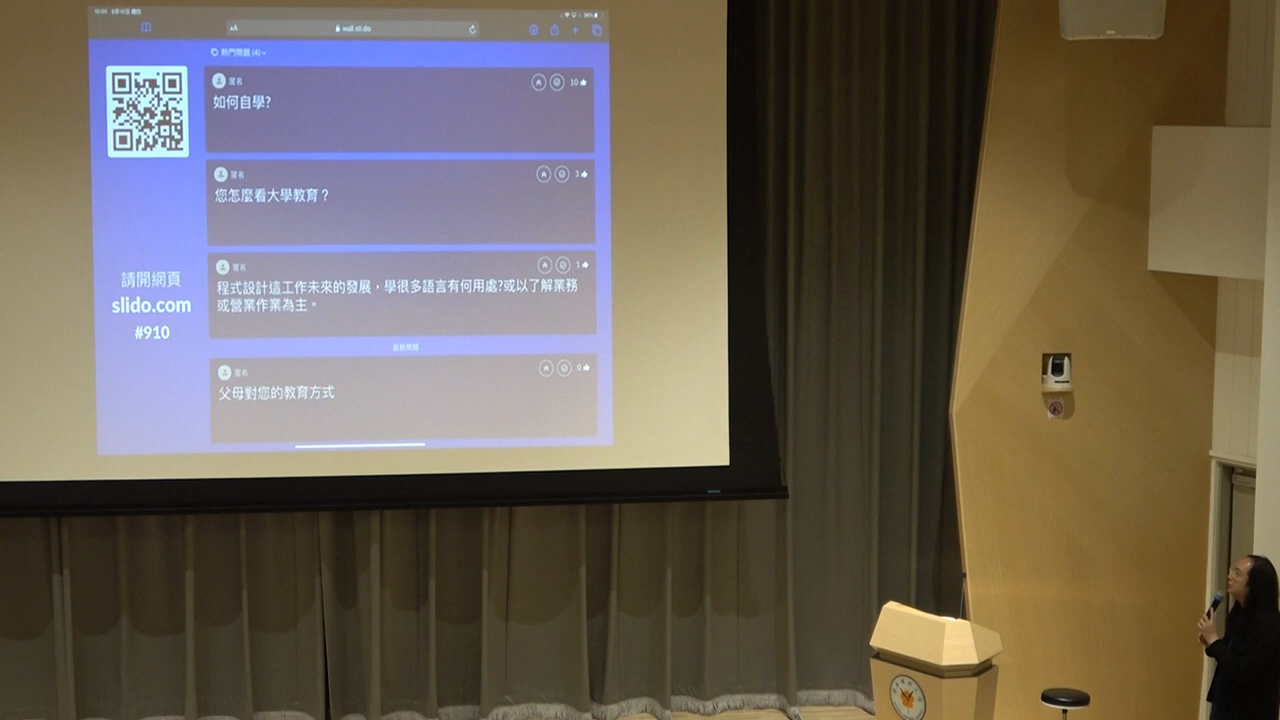 wall.sli.do
熱門問題 (4)
匿名
10
如何自學?
匿名
3
您怎麼看大學教育？
匿名
1
程式設計這工作未來的發展，學很多語言有何用處?或以了解業務
或營業作業為主。
最新問題
匿名
0
父母對您的教育方式
請開網頁
slido.com
#910